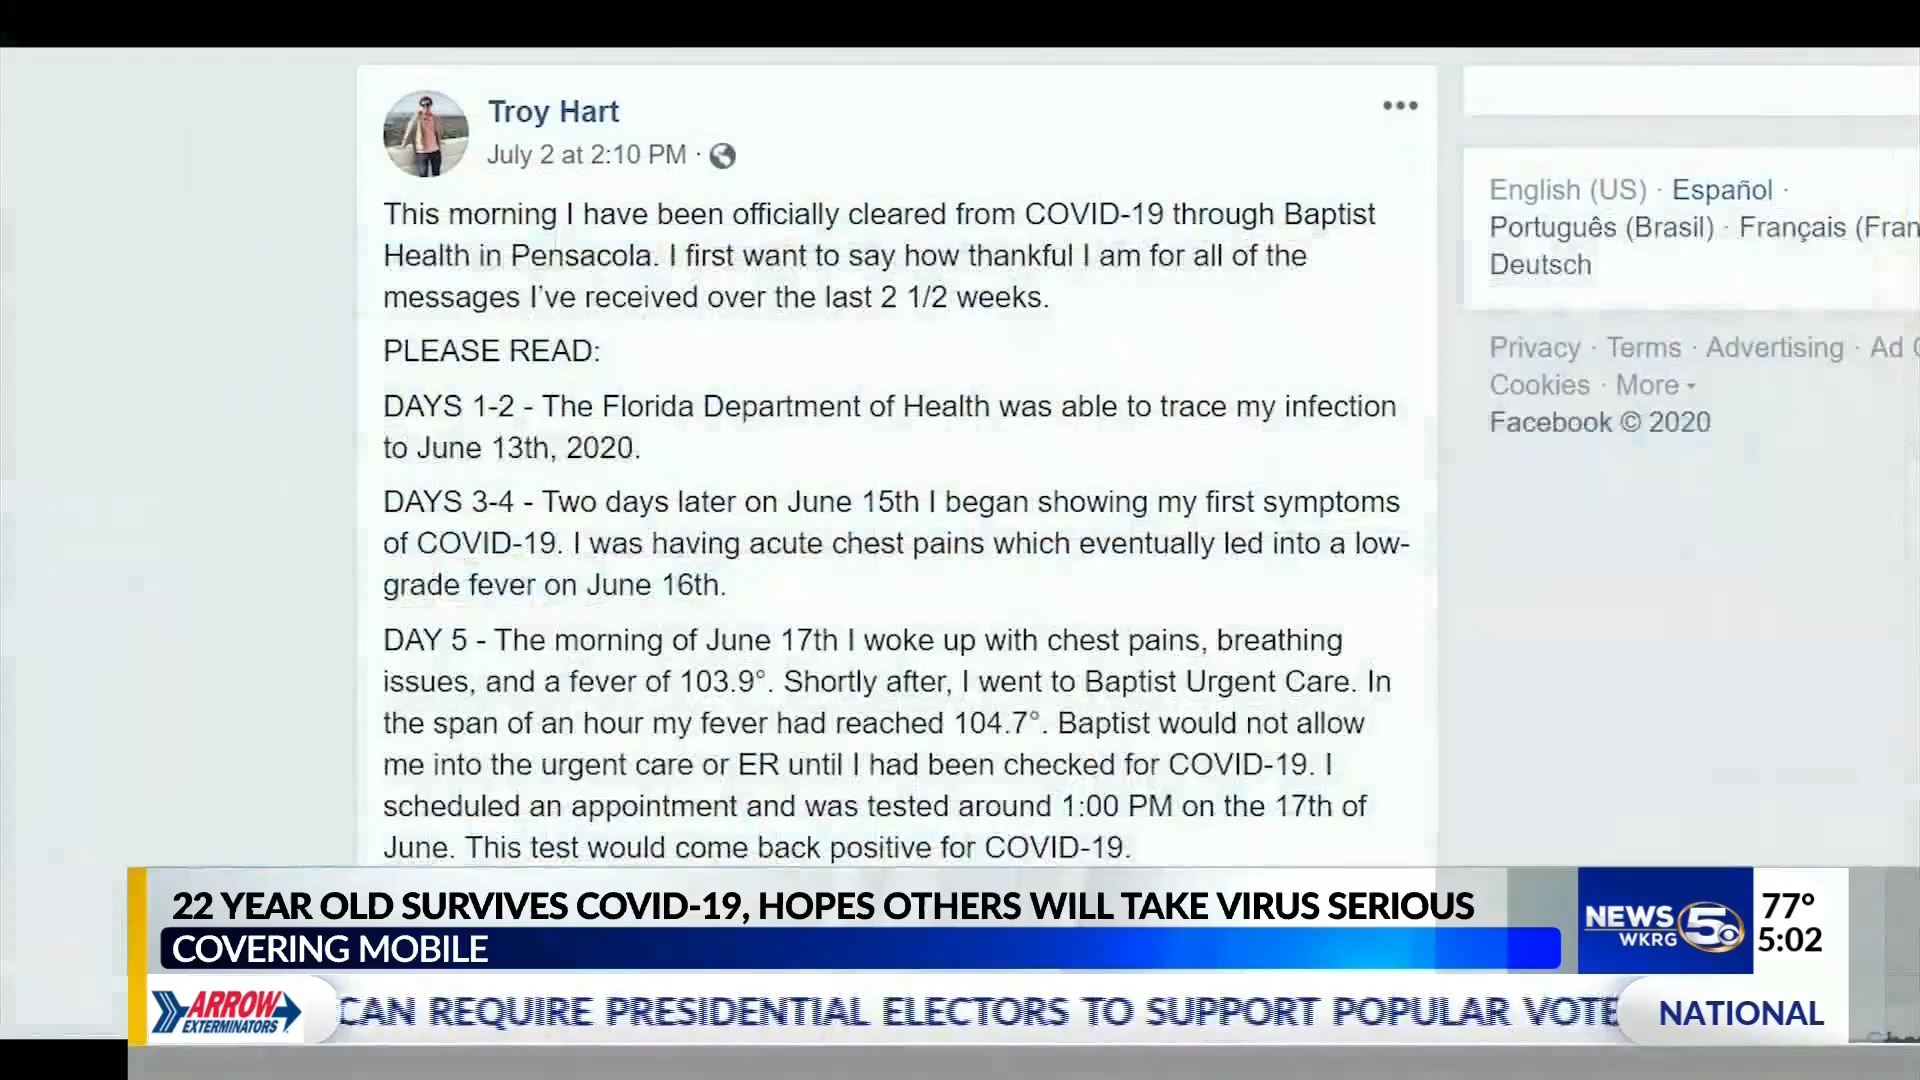 Troy Hart
July 2 at 2:10 PM ·
This morning I have been officially cleared from COVID-19 through Baptist
Health in Pensacola. I first want to say how thankful I am for all of the
messages I've received over the last 2 1/2 weeks.
PLEASE READ:
DAYS 1-2 - The Florida Department of Health was able to trace my infection
to June 13th, 2020.
DAYS 3-4 - Two days later on June 15th I began showing my first symptoms
of COVID-19. I was having acute chest pains which eventually led into a low-
grade fever on June 16th.
DAY 5 - The morning of June 17th I woke up with chest pains, breathing
issues, and a fever of 103.9°. Shortly after, I went to Baptist Urgent Care. In
the span of an hour my fever had reached 104.7°. Baptist would not allow
me into the urgent care or ER until I had been checked for COVID-19. I
scheduled an appointment and was tested around 1:00 PM on the 17th of
June. This test would come back positive for COVID-19.
English (US) · Español ·
Português (Brasil) · Français (Fran
Deutsch
Privacy · Terms · Advertising · Ad
Cookies · More
Facebook © 2020
22 YEAR OLD SURVIVES COVID-19, HOPES OTHERS WILL TAKE VIRUS SERIOUS
COVERING MOBILE
NEWS 5
WKRG
77°
5:02
ARROW
EXTERMINATORS
CAN REQUIRE PRESIDENTIAL ELECTORS TO SUPPORT POPULAR VOTE
NATIONAL